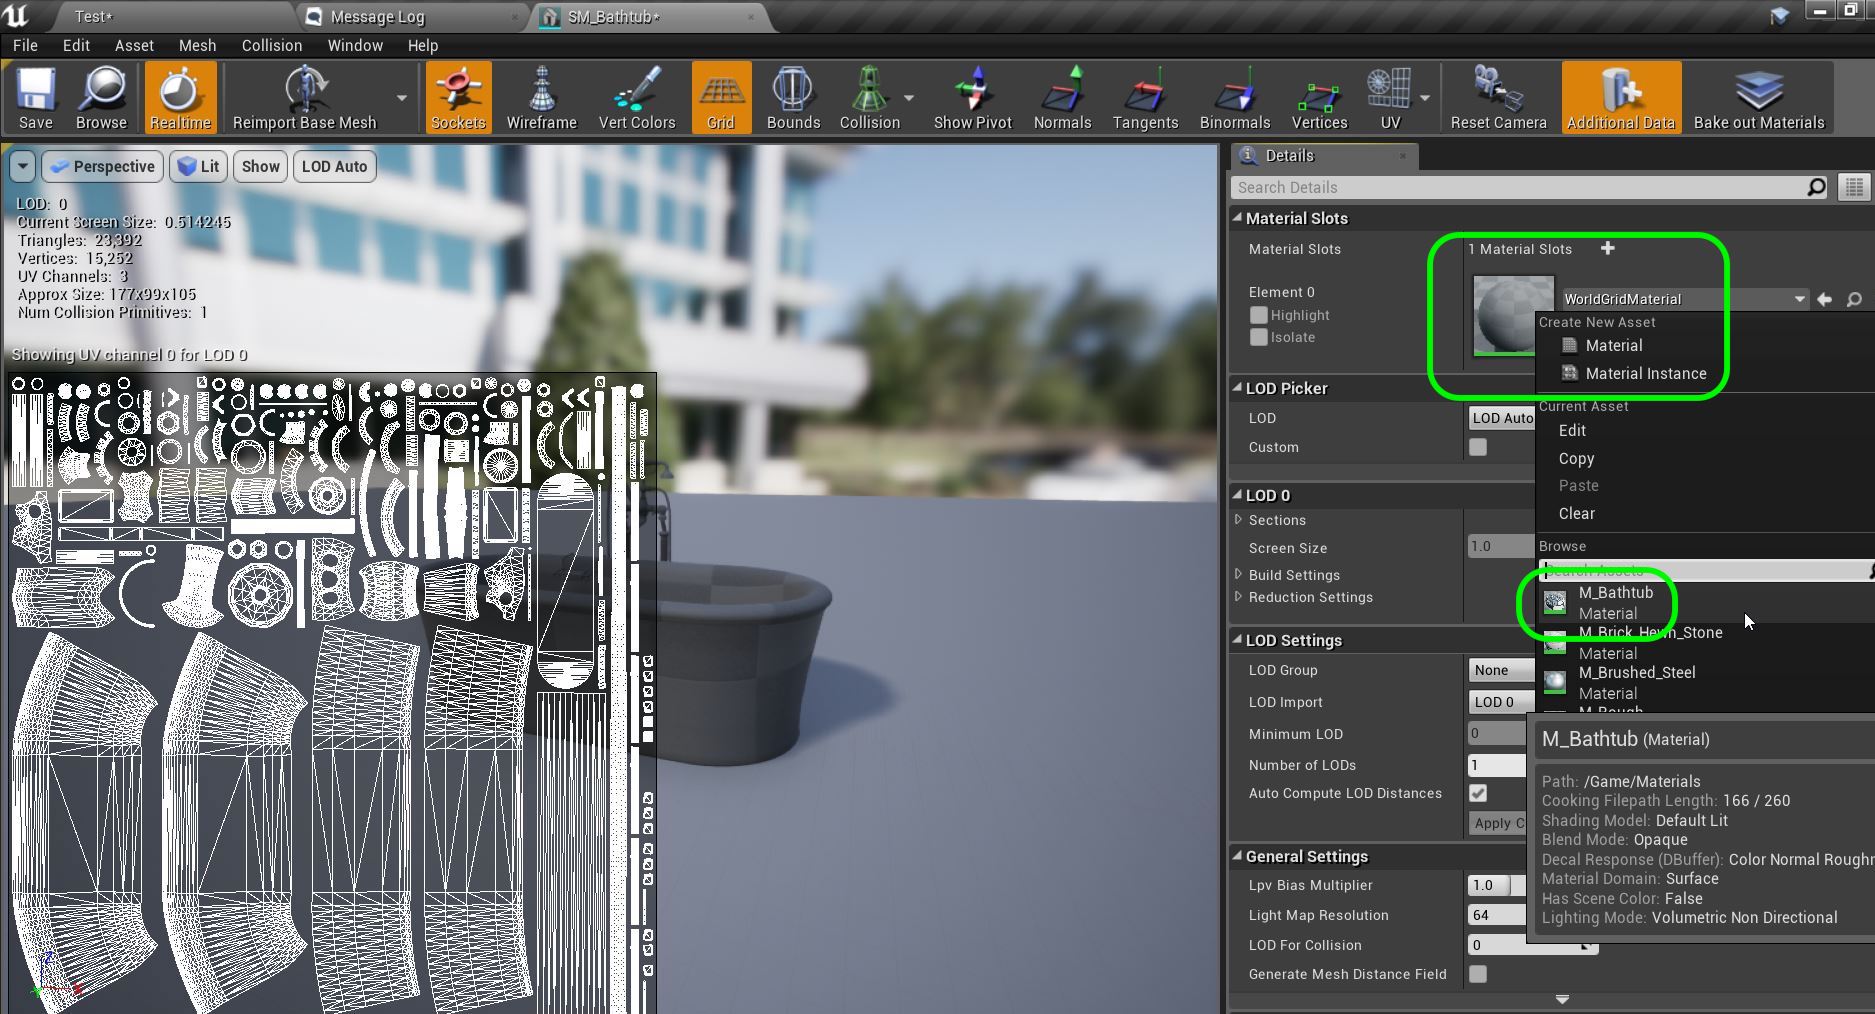 Test*
Message Log
SM_Bathtub*
File Edit Asset Mesh Collision Window Help
Save Browse Realtime Reimport Base Mesh Sockets Wireframe Vert Colors Grid Bounds Collision Show Pivot Normals Tangents Binormals Vertices UV Reset Camera Additional Data Bake out Materials
Perspective Lit Show LOD Auto
LOD: 0
Current Screen Size: 0.514245
Triangles: 23,392
Vertices: 15,252
UV Channels: 3
Approx Size: 177x99x105
Num Collision Primitives: 1
Showing UV channel 0 for LOD 0
Z
Details
Search Details
Material Slots
Material Slots 1 Material Slots
Element 0
Highlight
Isolate
WorldGridMaterial
Create New Asset
Material
Material Instance
Current Asset
Edit
Copy
Paste
Clear
Browse
Search Assets
M_Bathtub
Material
M_Brick_Hewn_Stone
Material
M_Brushed_Steel
Material
M_Rough
LOD Picker
LOD LOD Auto
Custom
LOD 0
Sections
Screen Size 1.0
Build Settings
Reduction Settings
LOD Settings
LOD Group None
LOD Import LOD 0
Minimum LOD 0
Number of LODs 1
Auto Compute LOD Distances
Apply C
General Settings
Lpv Bias Multiplier 1.0
Light Map Resolution 64
LOD For Collision 0
Generate Mesh Distance Field
M_Bathtub (Material)
Path: /Game/Materials
Cooking Filepath Length: 166 / 260
Shading Model: Default Lit
Blend Mode: Opaque
Decal Response (DBuffer): Color Normal Roughn
Material Domain: Surface
Has Scene Color: False
Lighting Mode: Volumetric Non Directional